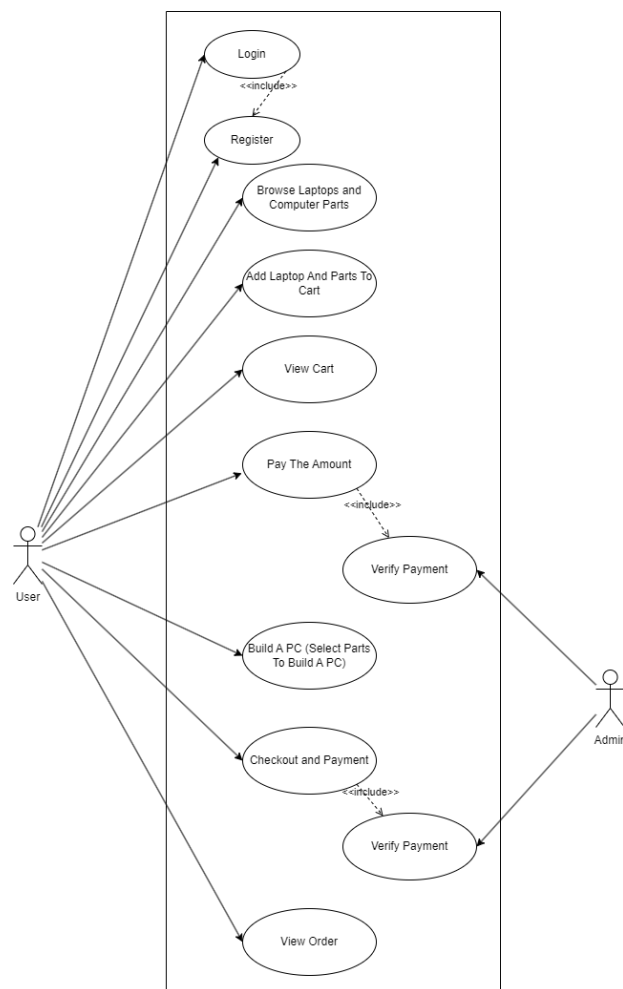 Login
<<include>>
Register
Browse Laptops and
Computer Parts
Add Laptop And Parts To
Cart
View Cart
Pay The Amount
<<include>>
Verify Payment
User
Build A PC (Select Parts
To Build A PC)
Admin
Checkout and Payment
<<include>>
Verify Payment
View Order